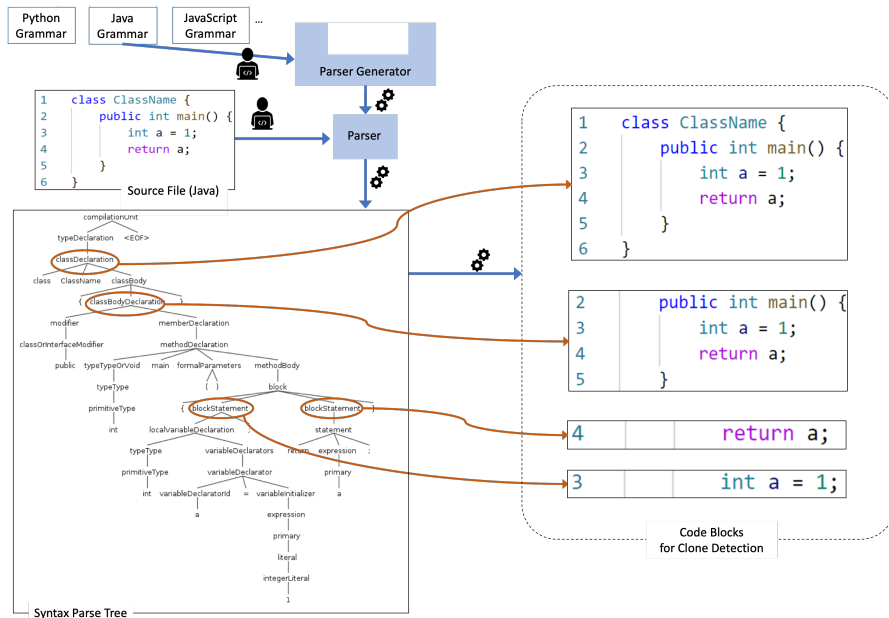 Python
Grammar
Java
Grammar
JavaScript
Grammar
...
Parser Generator
1 class ClassName {
2 public int main() {
3 int a = 1;
4 return a;
5 }
6 }
Source File (Java)
Parser
compilationUnit
typeDeclaration <EOF>
classDeclaration
class ClassName classBody
{ classBodyDeclaration }
modifier memberDeclaration
classOrInterfaceModifier methodDeclaration
public typeTypeOrVoid main formalParameters methodBody
typeType ( ) block
primitiveType { blockStatement blockStatement }
int localVariableDeclaration ; statement
typeType variableDeclarators return expression ;
primitiveType variableDeclarator primary
int variableDeclaratorId = variableInitializer a
a expression
primary
literal
integerLiteral
1
Syntax Parse Tree
1 class ClassName {
2 public int main() {
3 int a = 1;
4 return a;
5 }
6 }
2 public int main() {
3 int a = 1;
4 return a;
5 }
4 return a;
3 int a = 1;
Code Blocks
for Clone Detection